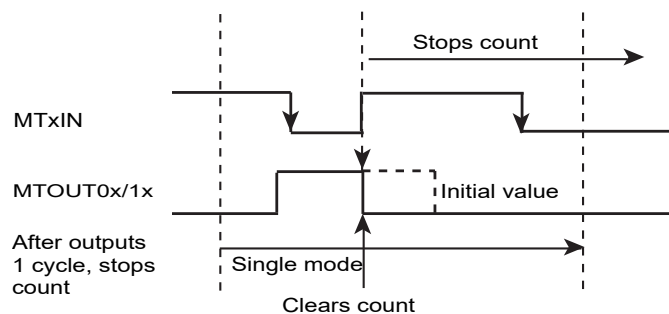 Stops count
MTxIN
MTOUT0x/1x
Initial value
After outputs
1 cycle, stops
count
Single mode
Clears count